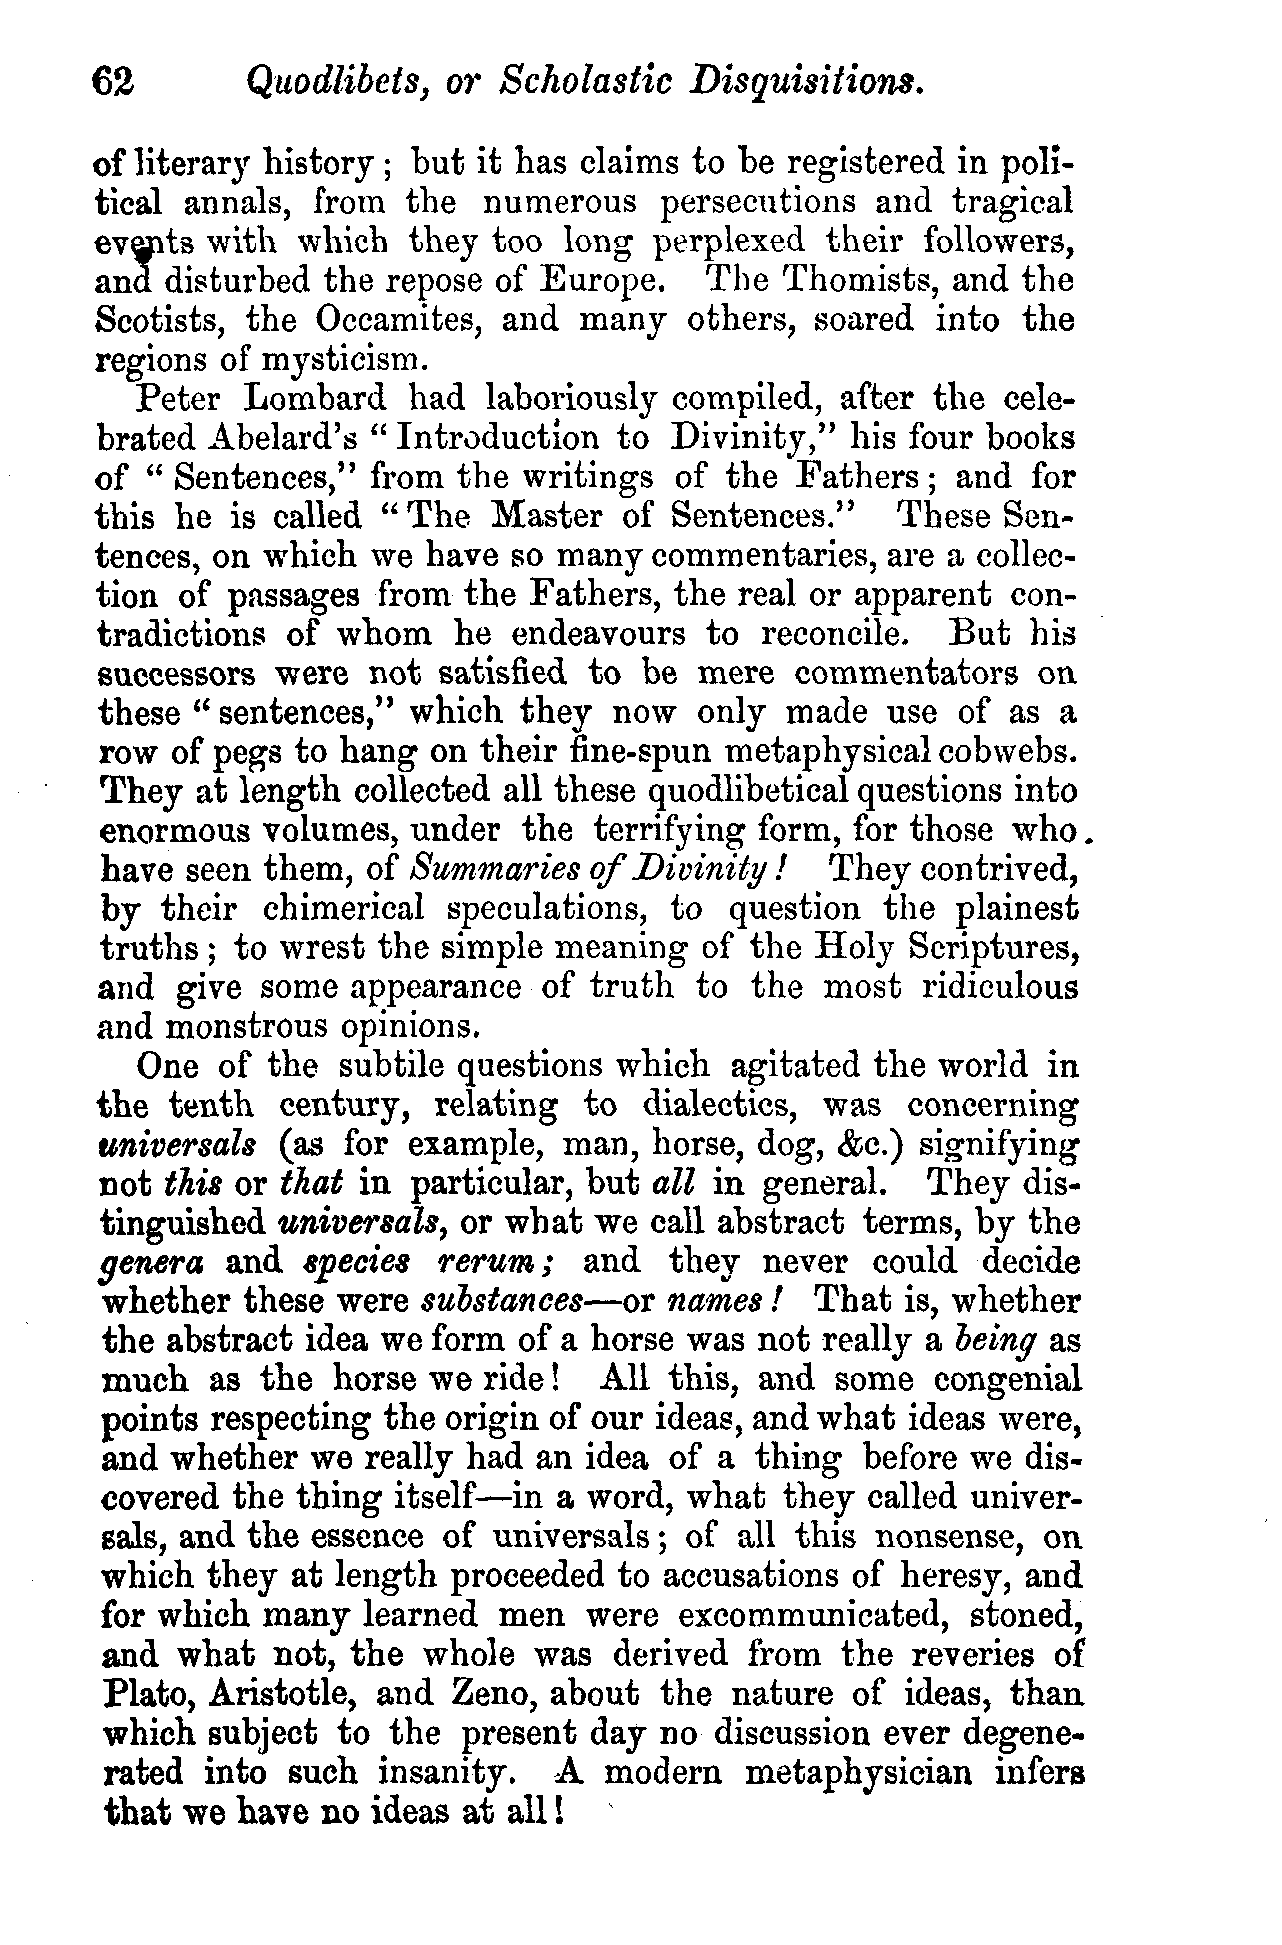 62 Quodlibets, or Scholastic Disquisitions.
of literary history ; but it has claims to be registered in poli-
tical annals, from the numerous persecutions and tragical
events with which they too long perplexed their followers,
and disturbed the repose of Europe. The Thomists, and the
Scotists, the Occamites, and many others, soared into the
regions of mysticism.
Peter Lombard had laboriously compiled, after the cele-
brated Abelard's “ Introduction to Divinity,” his four books
of “ Sentences,” from the writings of the Fathers ; and for
this he is called “ The Master of Sentences.” These Sen-
tences, on which we have so many commentaries, are a collec-
tion of passages from the Fathers, the real or apparent con-
tradictions of whom he endeavours to reconcile. But his
successors were not satisfied to be mere commentators on
these “ sentences,” which they now only made use of as a
row of pegs to hang on their fine-spun metaphysical cobwebs.
They at length collected all these quodlibetical questions into
enormous volumes, under the terrifying form, for those who
have seen them, of Summaries of Divinity ! They contrived,
by their chimerical speculations, to question the plainest
truths ; to wrest the simple meaning of the Holy Scriptures,
and give some appearance of truth to the most ridiculous
and monstrous opinions.
One of the subtile questions which agitated the world in
the tenth century, relating to dialectics, was concerning
universals (as for example, man, horse, dog, &c.) signifying
not this or that in particular, but all in general. They dis-
tinguished universals, or what we call abstract terms, by the
genera and species rerum ; and they never could decide
whether these were substances—or names ! That is, whether
the abstract idea we form of a horse was not really a being as
much as the horse we ride ! All this, and some congenial
points respecting the origin of our ideas, and what ideas were,
and whether we really had an idea of a thing before we dis-
covered the thing itself—in a word, what they called univer-
sals, and the essence of universals ; of all this nonsense, on
which they at length proceeded to accusations of heresy, and
for which many learned men were excommunicated, stoned,
and what not, the whole was derived from the reveries of
Plato, Aristotle, and Zeno, about the nature of ideas, than
which subject to the present day no discussion ever degene-
rated into such insanity. A modern metaphysician infers
that we have no ideas at all !